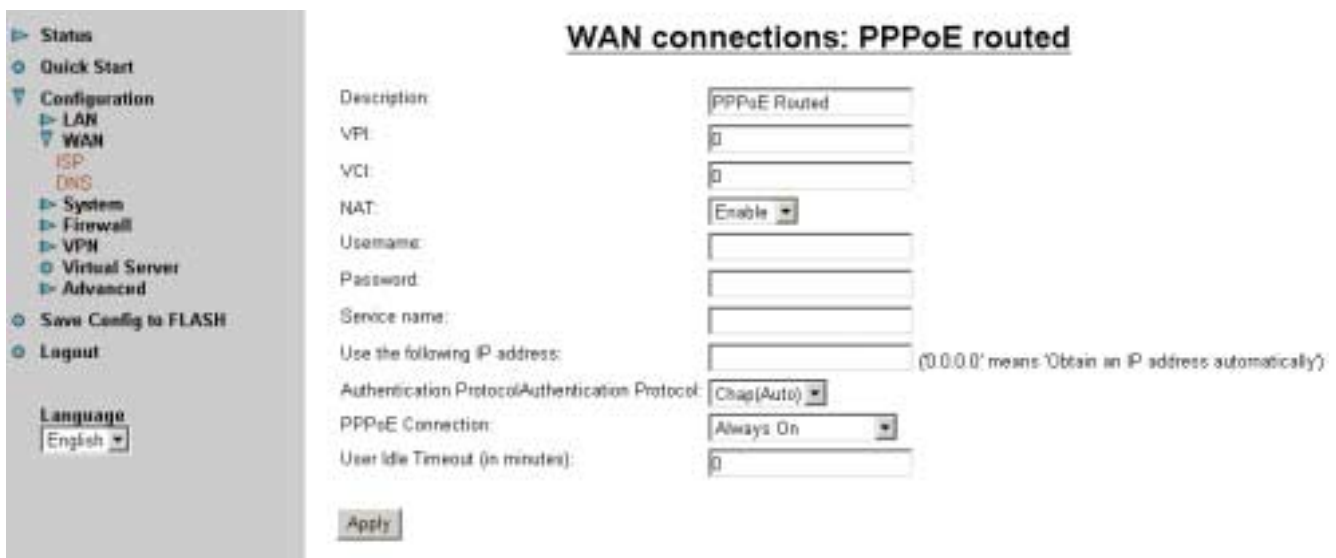 Status
Quick Start
Configuration
LAN
WAN
ISP
DNS
System
Firewall
VPN
Virtual Server
Advanced
Save Config to FLASH
Logout
Language
English
WAN connections: PPPoE routed
Description: PPPoE Routed
VPI: 0
VCI: 0
NAT: Enable
Username:
Password:
Service name:
Use the following IP address: ('0.0.0.0' means 'Obtain an IP address automatically')
Authentication ProtocolAuthentication Protocol: Chap(Auto)
PPPoE Connection: Always On
User Idle Timeout (in minutes): 0
Apply